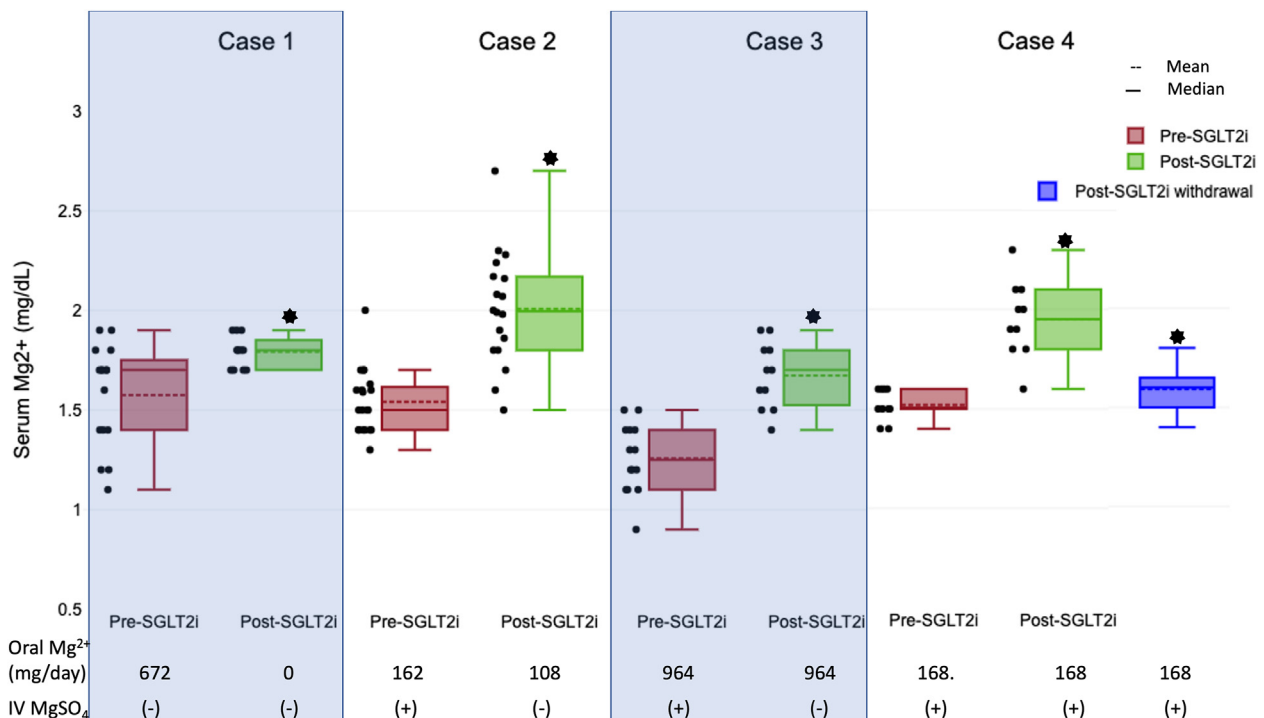 Case 1 Case 2 Case 3 Case 4
-- Mean
— Median
Pre-SGLT2i
Post-SGLT2i
Post-SGLT2i withdrawal
Serum Mg2+ (mg/dL)
3
2.5
2
1.5
1
0.5
Pre-SGLT2i Post-SGLT2i Pre-SGLT2i Post-SGLT2i Pre-SGLT2i Post-SGLT2i Pre-SGLT2i Post-SGLT2i
Oral Mg²⁺
(mg/day) 672 0 162 108 964 964 168. 168 168
IV MgSO₄ (-) (-) (+) (-) (+) (-) (+) (+) (+)